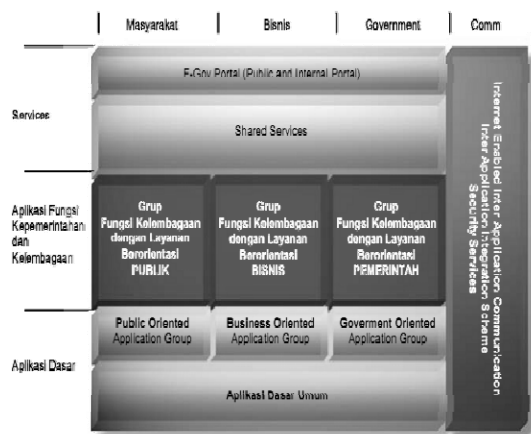 Masyarakat Bisnis Government Comm
E-Gov Portal (Public and Internal Portal)
Services
Shared Services
Aplikasi Fungsi
Kepemerintahan
dan
Kelembagaan
Grup
Fungsi Kelembagaan
dengan Layanan
Berorientasi
PUBLIK
Grup
Fungsi Kelembagaan
dengan Layanan
Berorientasi
BISNIS
Grup
Fungsi Kelembagaan
dengan Layanan
Berorientasi
PEMERINTAH
Aplikasi Dasar
Public Oriented
Application Group
Business Oriented
Application Group
Goverment Oriented
Application Group
Aplikasi Dasar Umum
Internet Enabled Inter Application Communication
Inter Application Integration Scheme
Security Services